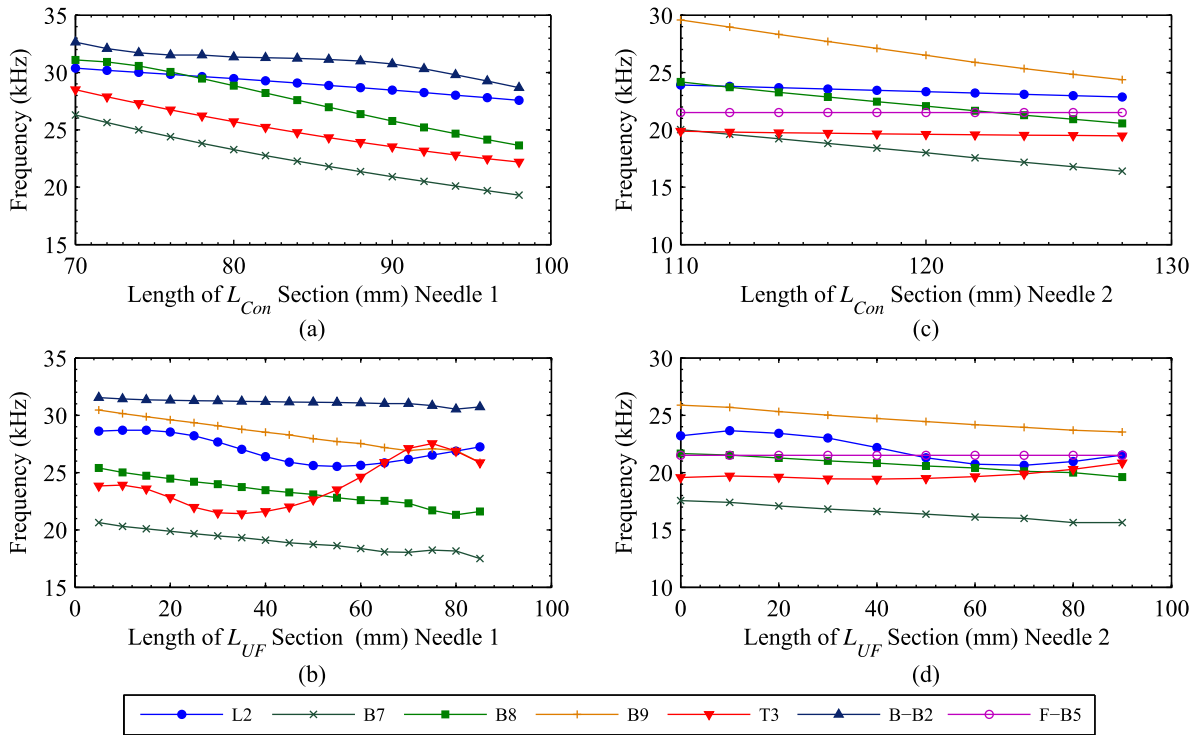 35
30
25
20
15
Frequency (kHz)
70 80 90 100
Length of L_Con Section (mm) Needle 1
(a)
30
25
20
15
10
Frequency (kHz)
110 120 130
Length of L_Con Section (mm) Needle 2
(c)
35
30
25
20
15
Frequency (kHz)
0 20 40 60 80 100
Length of L_UF Section (mm) Needle 1
(b)
30
25
20
15
10
Frequency (kHz)
0 20 40 60 80 100
Length of L_UF Section (mm) Needle 2
(d)
L2 B7 B8 B9 T3 B−B2 F−B5